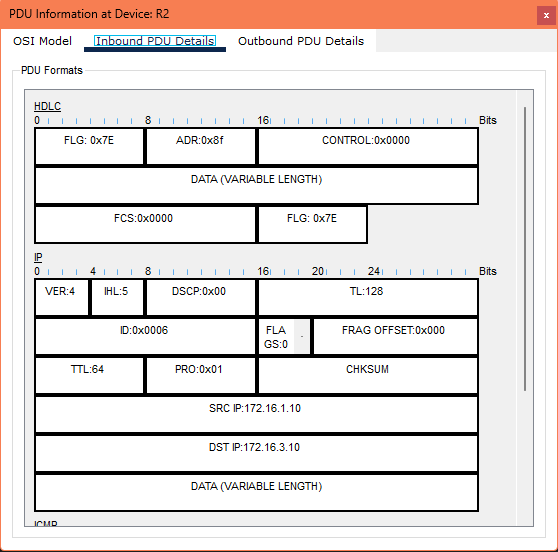 PDU Information at Device: R2
x
OSI Model Inbound PDU Details Outbound PDU Details
PDU Formats
HDLC
0 8 16 Bits
FLG: 0x7E ADR:0x8f CONTROL:0x0000
DATA (VARIABLE LENGTH)
FCS:0x0000 FLG: 0x7E
IP
0 4 8 16 20 24 Bits
VER:4 IHL:5 DSCP:0x00 TL:128
ID:0x0006 FLA
GS:0 FRAG OFFSET:0x000
TTL:64 PRO:0x01 CHKSUM
SRC IP:172.16.1.10
DST IP:172.16.3.10
DATA (VARIABLE LENGTH)
ICMP